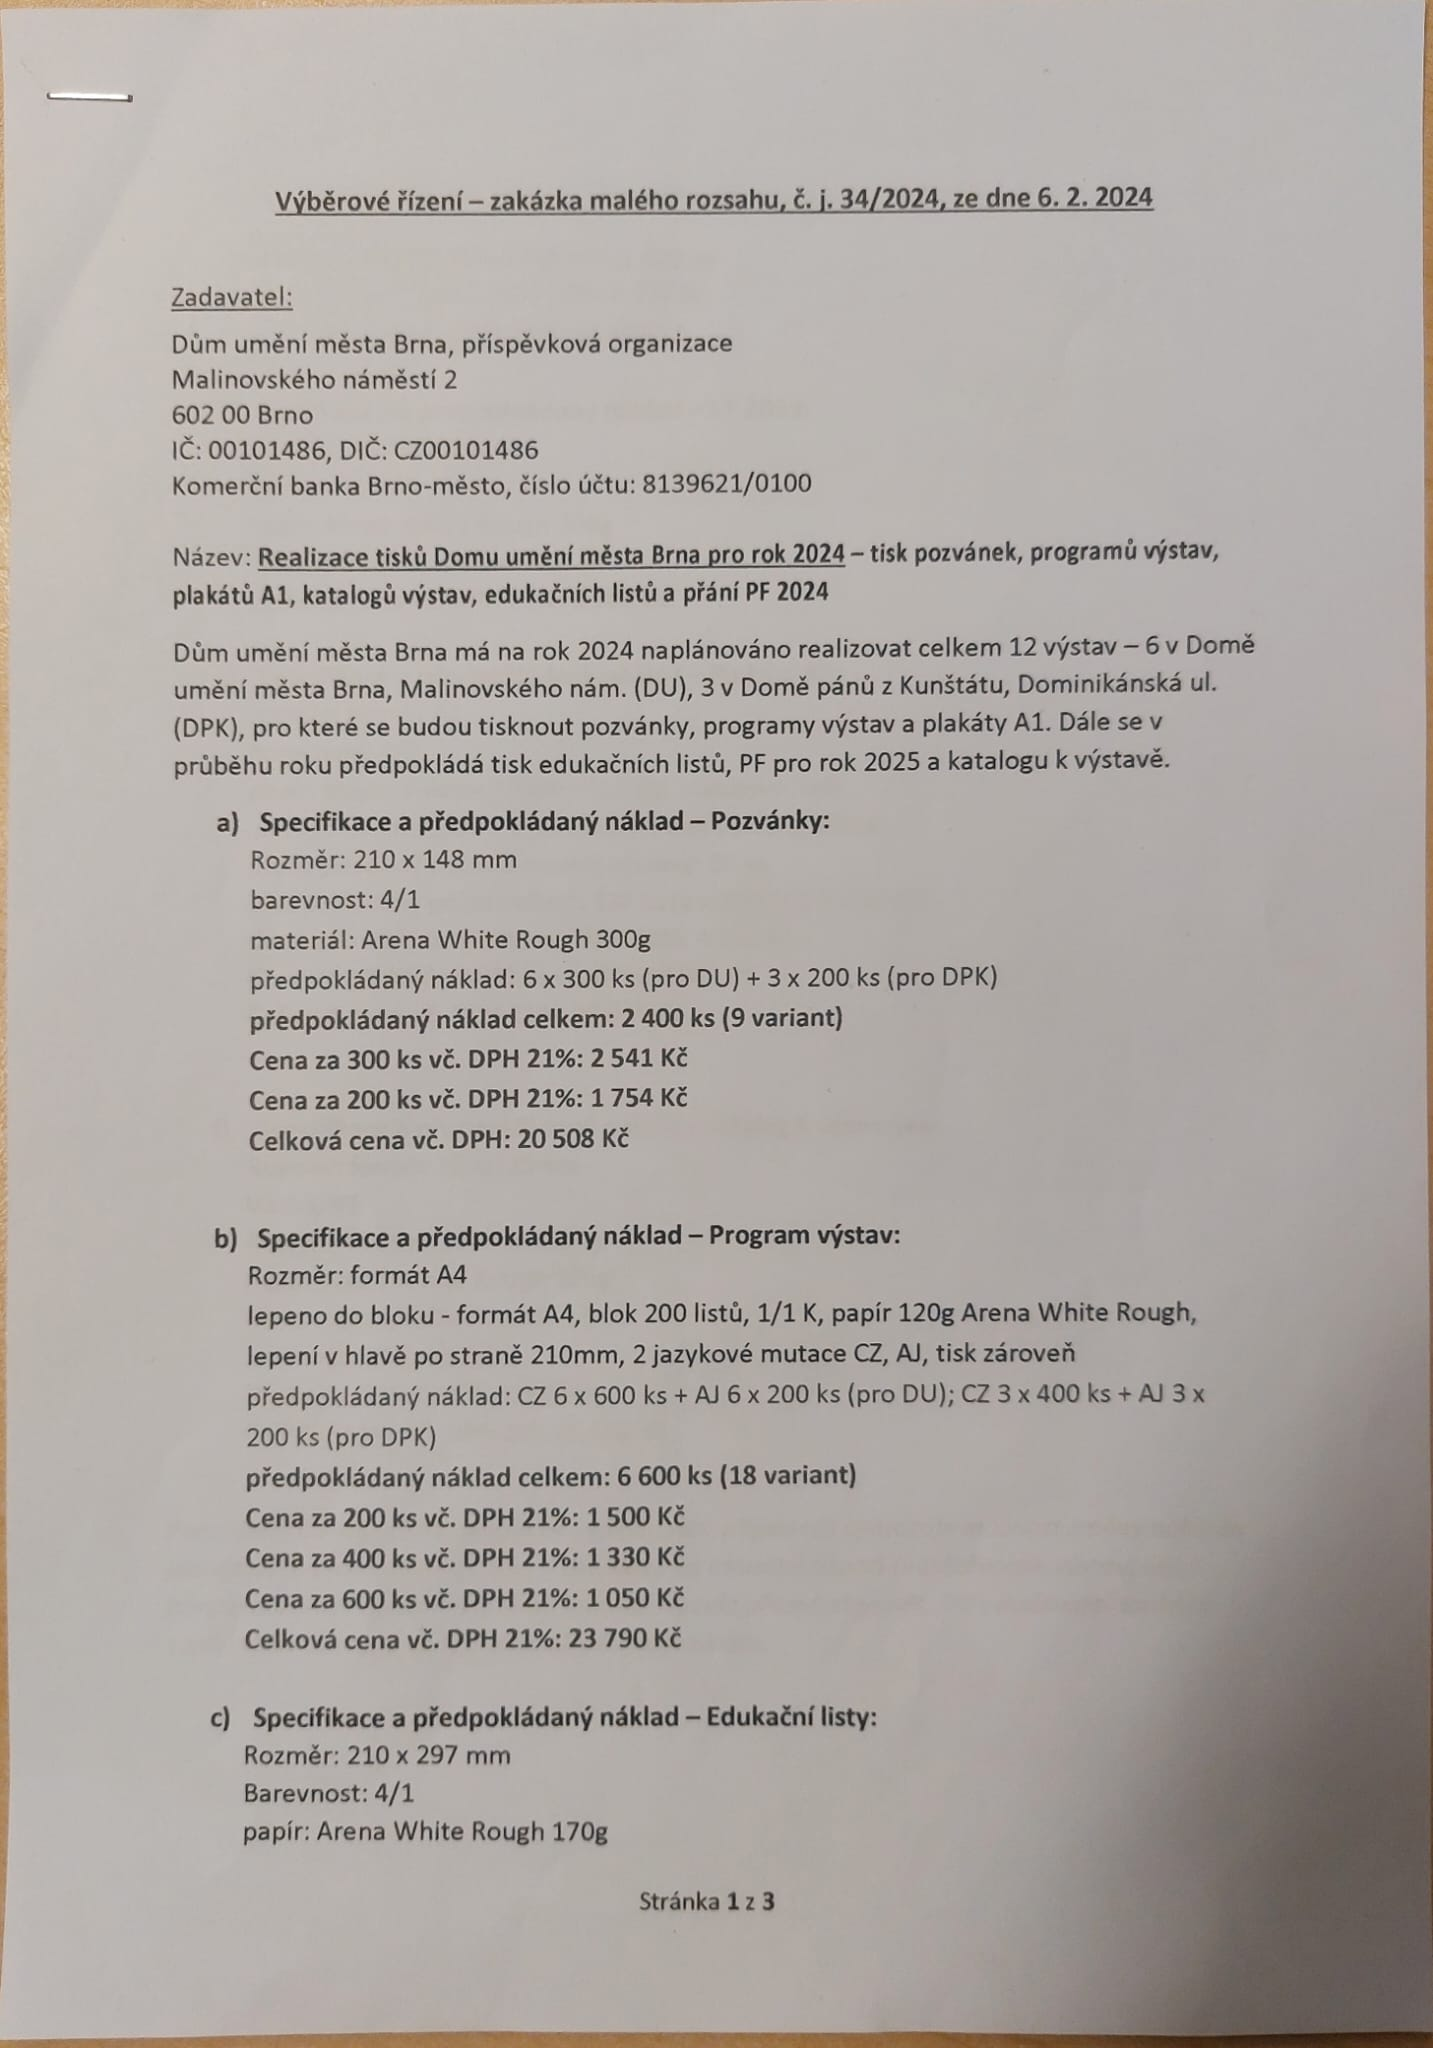 Výběrové řízení – zakázka malého rozsahu, č. j. 34/2024, ze dne 6. 2. 2024
Zadavatel:
Dům umění města Brna, příspěvková organizace
Malinovského náměstí 2
602 00 Brno
IČ: 00101486, DIČ: CZ00101486
Komerční banka Brno-město, číslo účtu: 8139621/0100
Název: Realizace tisků Domu umění města Brna pro rok 2024 – tisk pozvánek, programů výstav,
plakátů A1, katalogů výstav, edukačních listů a přání PF 2024
Dům umění města Brna má na rok 2024 naplánováno realizovat celkem 12 výstav – 6 v Domě
umění města Brna, Malinovského nám. (DU), 3 v Domě pánů z Kunštátu, Dominikánská ul.
(DPK), pro které se budou tisknout pozvánky, programy výstav a plakáty A1. Dále se v
průběhu roku předpokládá tisk edukačních listů, PF pro rok 2025 a katalogu k výstavě.
a) Specifikace a předpokládaný náklad – Pozvánky:
Rozměr: 210 x 148 mm
barevnost: 4/1
materiál: Arena White Rough 300g
předpokládaný náklad: 6 x 300 ks (pro DU) + 3 x 200 ks (pro DPK)
předpokládaný náklad celkem: 2 400 ks (9 variant)
Cena za 300 ks vč. DPH 21%: 2 541 Kč
Cena za 200 ks vč. DPH 21%: 1 754 Kč
Celková cena vč. DPH: 20 508 Kč
b) Specifikace a předpokládaný náklad – Program výstav:
Rozměr: formát A4
lepeno do bloku - formát A4, blok 200 listů, 1/1 K, papír 120g Arena White Rough,
lepení v hlavě po straně 210mm, 2 jazykové mutace CZ, AJ, tisk zároveň
předpokládaný náklad: CZ 6 x 600 ks + AJ 6 x 200 ks (pro DU); CZ 3 x 400 ks + AJ 3 x
200 ks (pro DPK)
předpokládaný náklad celkem: 6 600 ks (18 variant)
Cena za 200 ks vč. DPH 21%: 1 500 Kč
Cena za 400 ks vč. DPH 21%: 1 330 Kč
Cena za 600 ks vč. DPH 21%: 1 050 Kč
Celková cena vč. DPH 21%: 23 790 Kč
c) Specifikace a předpokládaný náklad – Edukační listy:
Rozměr: 210 x 297 mm
Barevnost: 4/1
papír: Arena White Rough 170g
Stránka 1 z 3